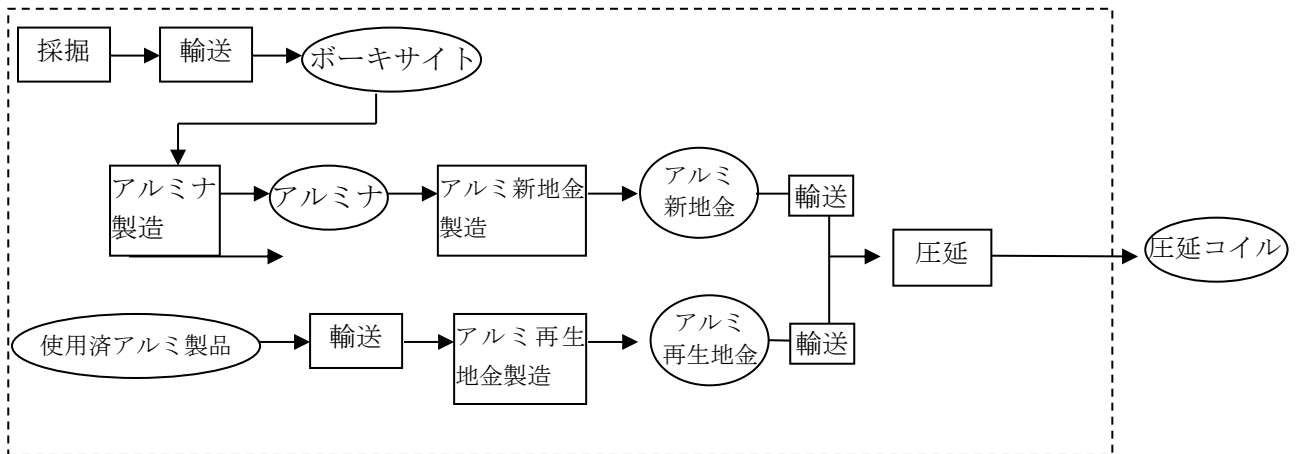 採掘
輸送
ボーキサイト
アルミナ
製造
アルミナ
アルミ新地金
製造
アルミ
新地金
輸送
圧延
圧延コイル
使用済アルミ製品
輸送
アルミ再生
地金製造
アルミ
再生地金
輸送